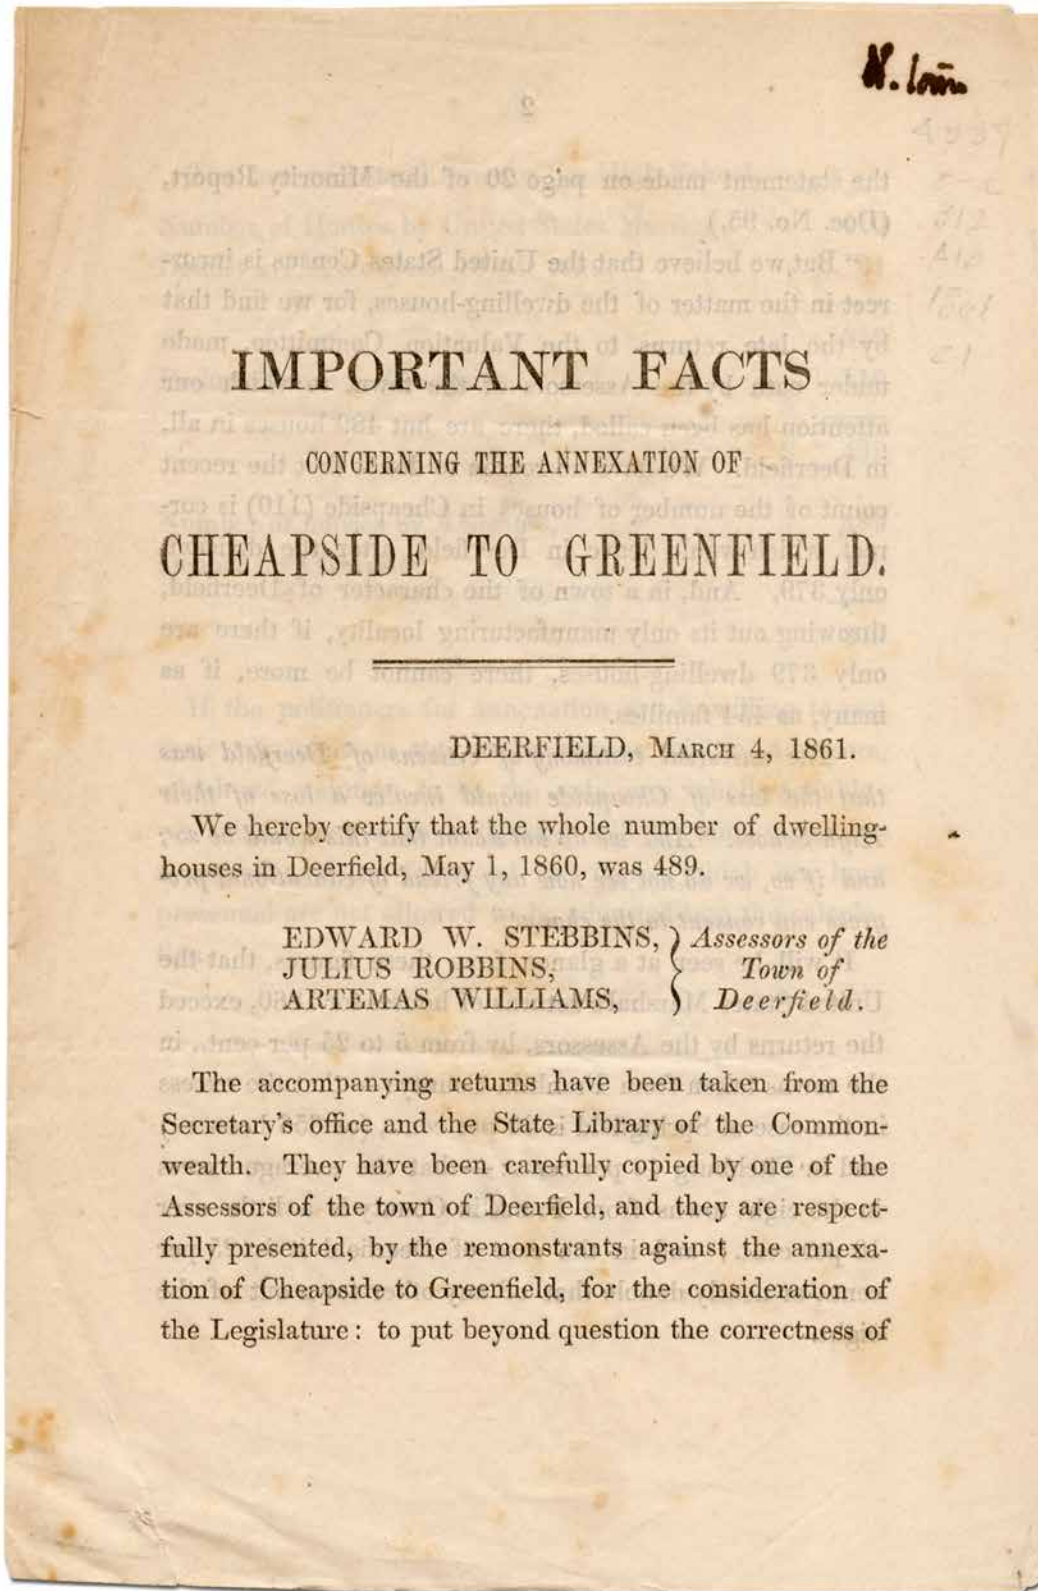 IMPORTANT FACTS
CONCERNING THE ANNEXATION OF
CHEAPSIDE TO GREENFIELD.
DEERFIELD, MARCH 4, 1861.
We hereby certify that the whole number of dwelling-
houses in Deerfield, May 1, 1860, was 489.
EDWARD W. STEBBINS, } Assessors of the
JULIUS ROBBINS, } Town of
ARTEMAS WILLIAMS, } Deerfield.
The accompanying returns have been taken from the
Secretary's office and the State Library of the Common-
wealth. They have been carefully copied by one of the
Assessors of the town of Deerfield, and they are respect-
fully presented, by the remonstrants against the annexa-
tion of Cheapside to Greenfield, for the consideration of
the Legislature: to put beyond question the correctness of